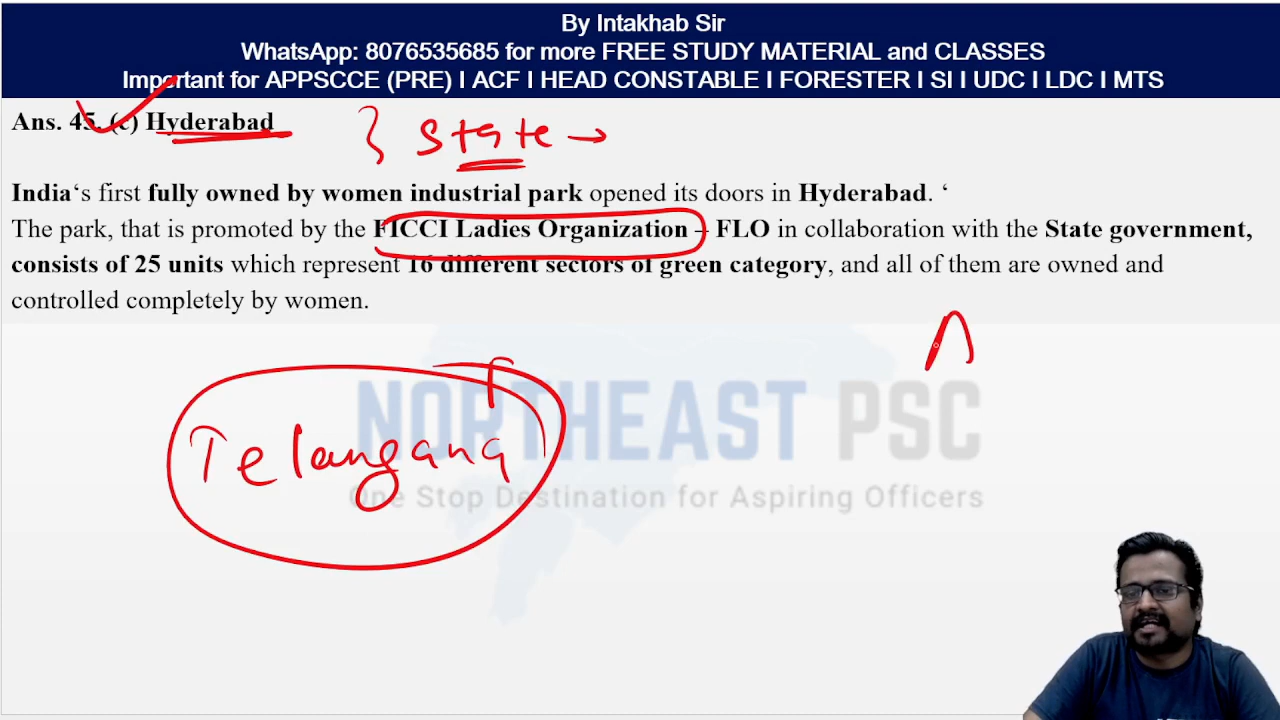 By Intakhab Sir
WhatsApp: 8076535685 for more FREE STUDY MATERIAL and CLASSES
Important for APPSCCE (PRE) I ACF I HEAD CONSTABLE I FORESTER I SI I UDC I LDC I MTS
Ans. 45. (c) Hyderabad
} State →
India‘s first fully owned by women industrial park opened its doors in Hyderabad. ‘
The park, that is promoted by the FICCI Ladies Organization – FLO in collaboration with the State government,
consists of 25 units which represent 16 different sectors of green category, and all of them are owned and
controlled completely by women.
NORTHEAST PSC
Telangana
One Stop Destination for Aspiring Officers